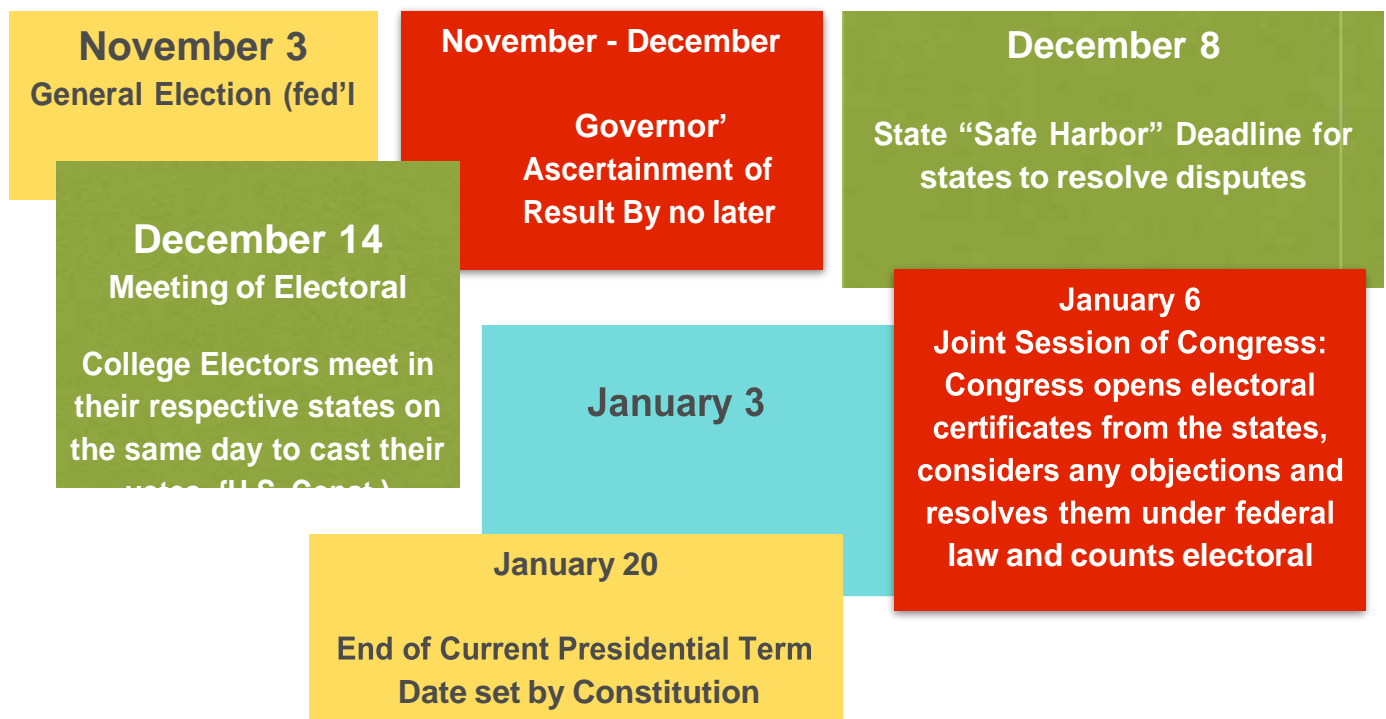 November 3
General Election (fed’l
November - December
Governor’
Ascertainment of
Result By no later
December 8
State “Safe Harbor” Deadline for
states to resolve disputes
December 14
Meeting of Electoral
College Electors meet in
their respective states on
the same day to cast their
votes. (U.S. Const.)
January 3
January 6
Joint Session of Congress:
Congress opens electoral
certificates from the states,
considers any objections and
resolves them under federal
law and counts electoral
January 20
End of Current Presidential Term
Date set by Constitution